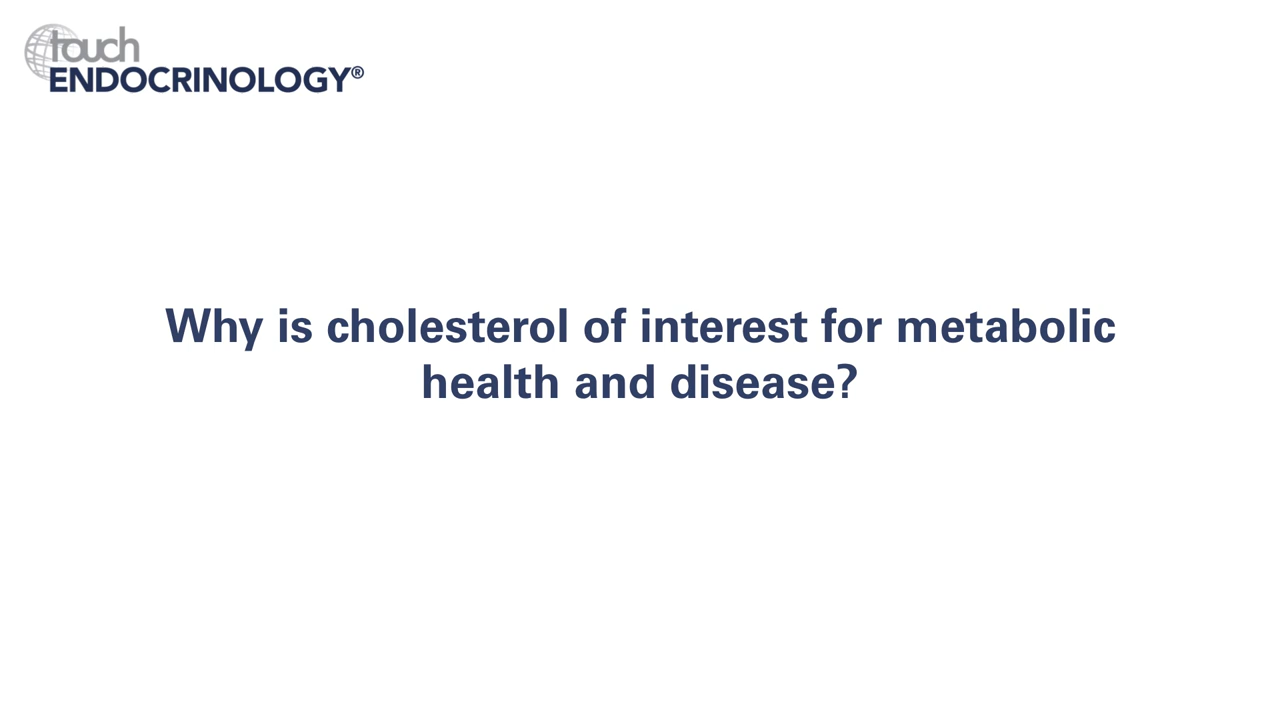 touch
ENDOCRINOLOGY®
Why is cholesterol of interest for metabolic
health and disease?